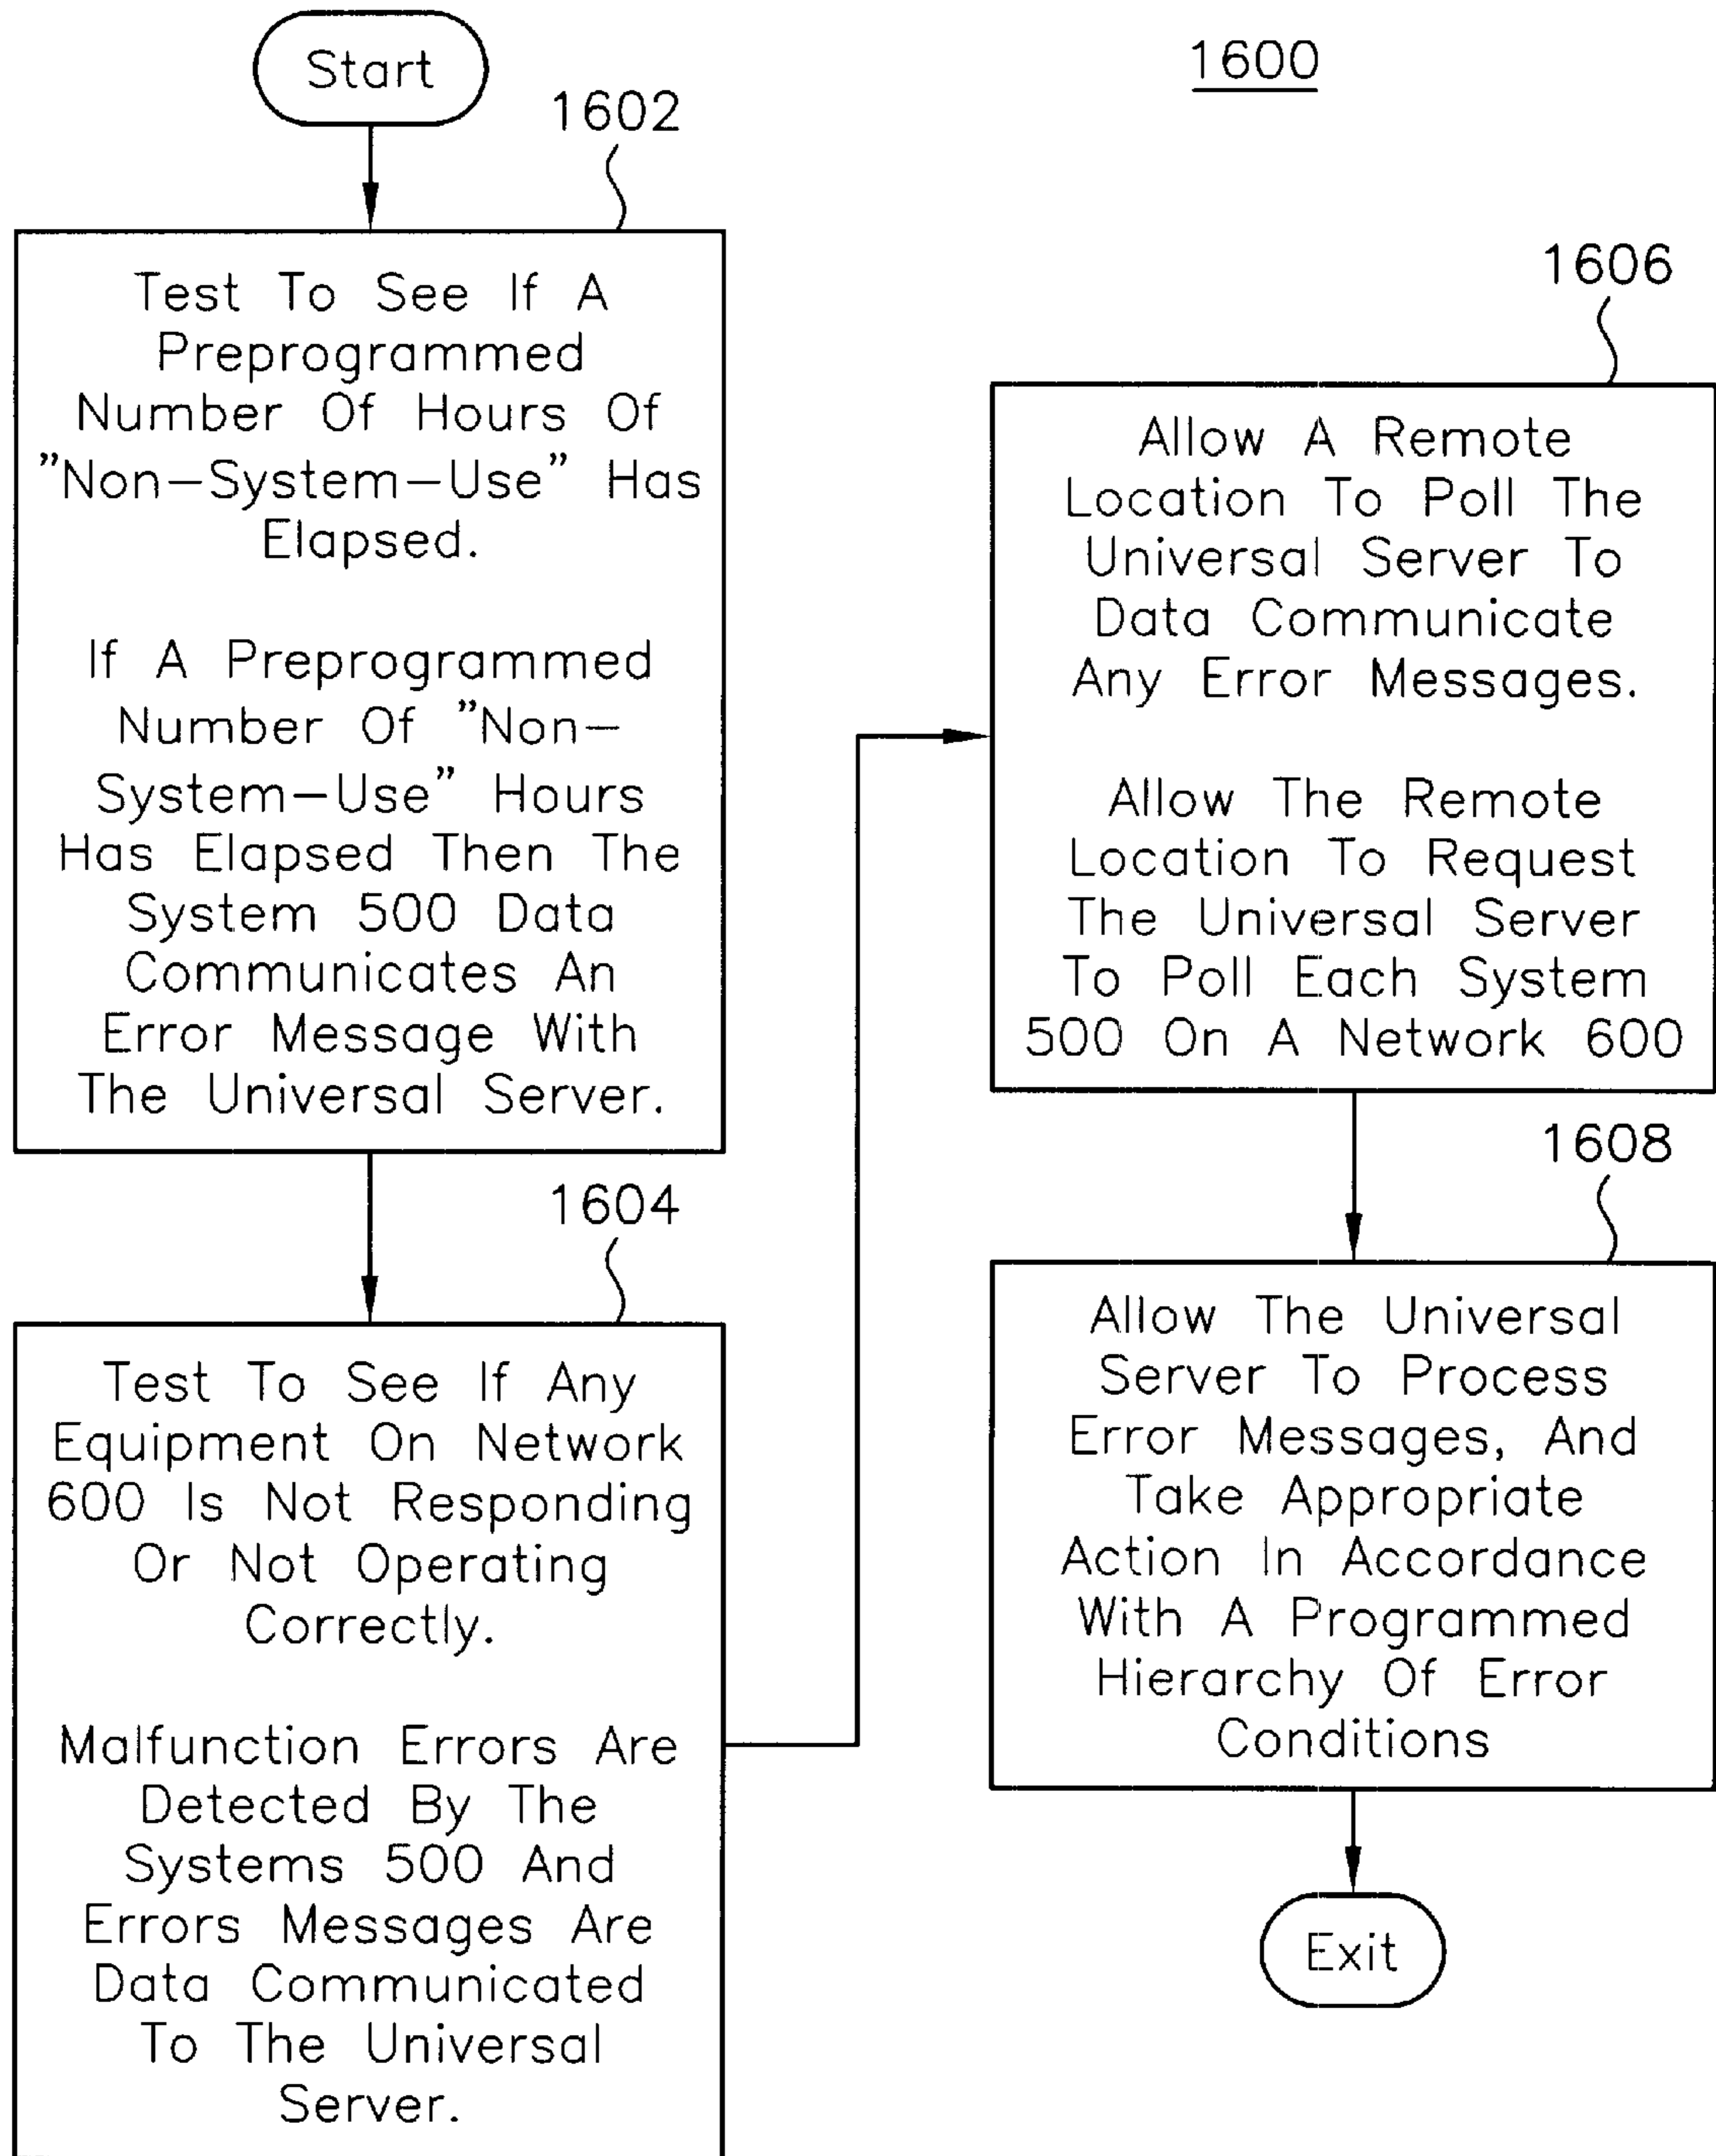 Start
1600
1602
Test To See If A
Preprogrammed
Number Of Hours Of
"Non-System-Use" Has
Elapsed.
If A Preprogrammed
Number Of "Non-
System-Use" Hours
Has Elapsed Then The
System 500 Data
Communicates An
Error Message With
The Universal Server.
1604
Test To See If Any
Equipment On Network
600 Is Not Responding
Or Not Operating
Correctly.
Malfunction Errors Are
Detected By The
Systems 500 And
Errors Messages Are
Data Communicated
To The Universal
Server.
1606
Allow A Remote
Location To Poll The
Universal Server To
Data Communicate
Any Error Messages.
Allow The Remote
Location To Request
The Universal Server
To Poll Each System
500 On A Network 600
1608
Allow The Universal
Server To Process
Error Messages, And
Take Appropriate
Action In Accordance
With A Programmed
Hierarchy Of Error
Conditions
Exit